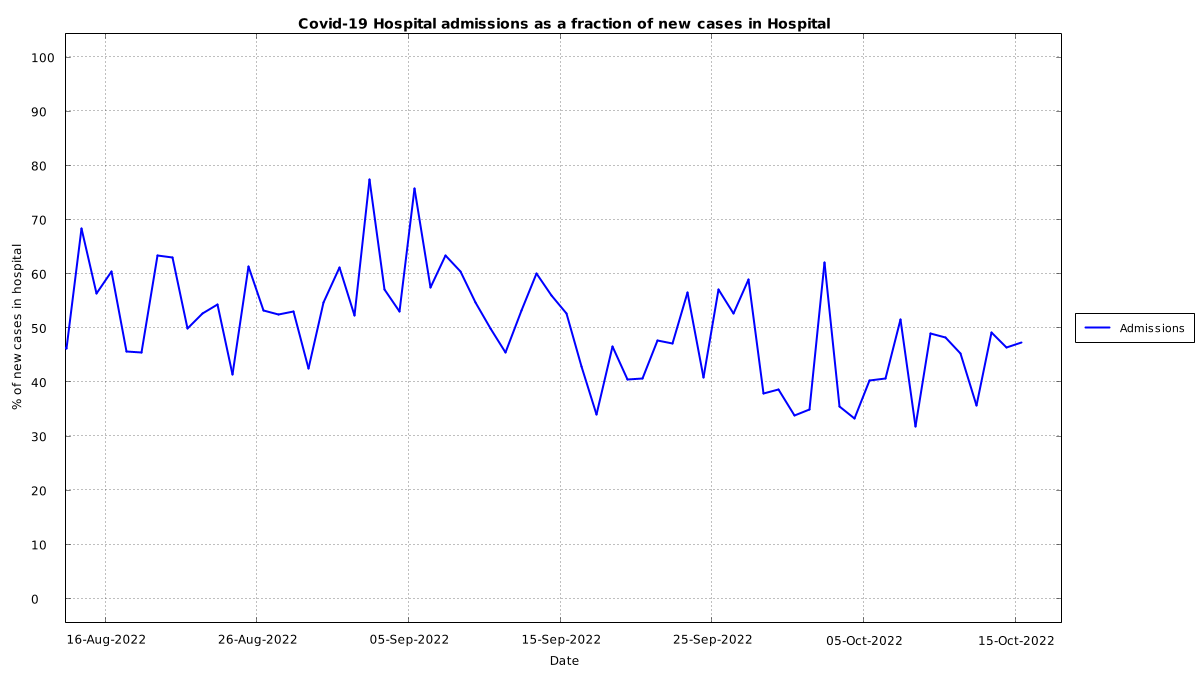 Covid-19 Hospital admissions as a fraction of new cases in Hospital
100
90
80
70
60
50
40
30
20
10
0
% of new cases in hospital
16-Aug-2022 26-Aug-2022 05-Sep-2022 15-Sep-2022 25-Sep-2022 05-Oct-2022 15-Oct-2022
Date
Admissions